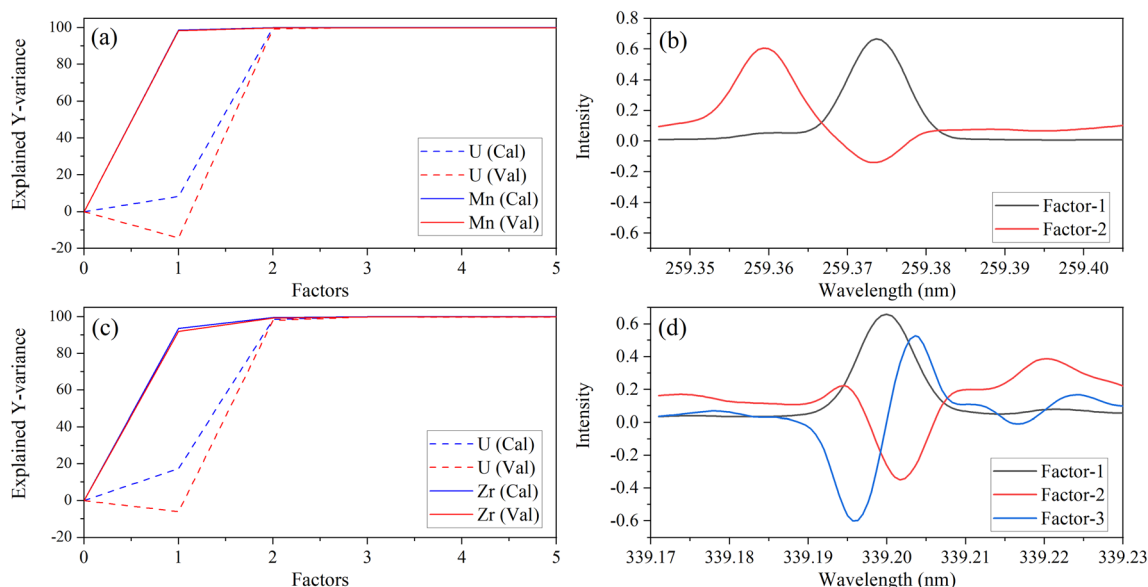 (a)
Explained Y-variance
100
80
60
40
20
0
-20
0 1 2 3 4 5
Factors
U (Cal)
U (Val)
Mn (Cal)
Mn (Val)
(b)
Intensity
0.8
0.6
0.4
0.2
0.0
-0.2
-0.4
-0.6
259.35 259.36 259.37 259.38 259.39 259.40
Wavelength (nm)
Factor-1
Factor-2
(c)
Explained Y-variance
100
80
60
40
20
0
-20
0 1 2 3 4 5
Factors
U (Cal)
U (Val)
Zr (Cal)
Zr (Val)
(d)
Intensity
0.6
0.4
0.2
0.0
-0.2
-0.4
-0.6
339.17 339.18 339.19 339.20 339.21 339.22 339.23
Wavelength (nm)
Factor-1
Factor-2
Factor-3